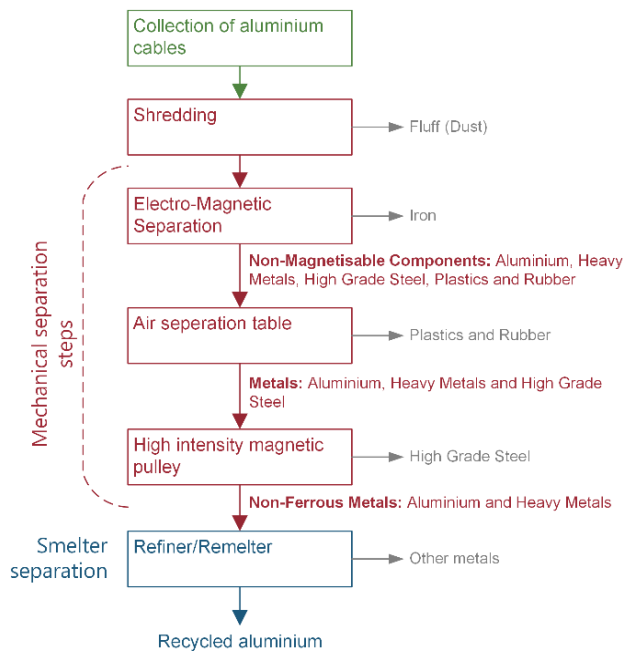 Collection of aluminium
cables
Shredding
Fluff (Dust)
Electro-Magnetic
Separation
Iron
Non-Magnetisable Components: Aluminium, Heavy
Metals, High Grade Steel, Plastics and Rubber
Air seperation table
Plastics and Rubber
Metals: Aluminium, Heavy Metals and High Grade
Steel
High intensity magnetic
pulley
High Grade Steel
Non-Ferrous Metals: Aluminium and Heavy Metals
Mechanical separation
steps
Smelter
separation
Refiner/Remelter
Other metals
Recycled aluminium